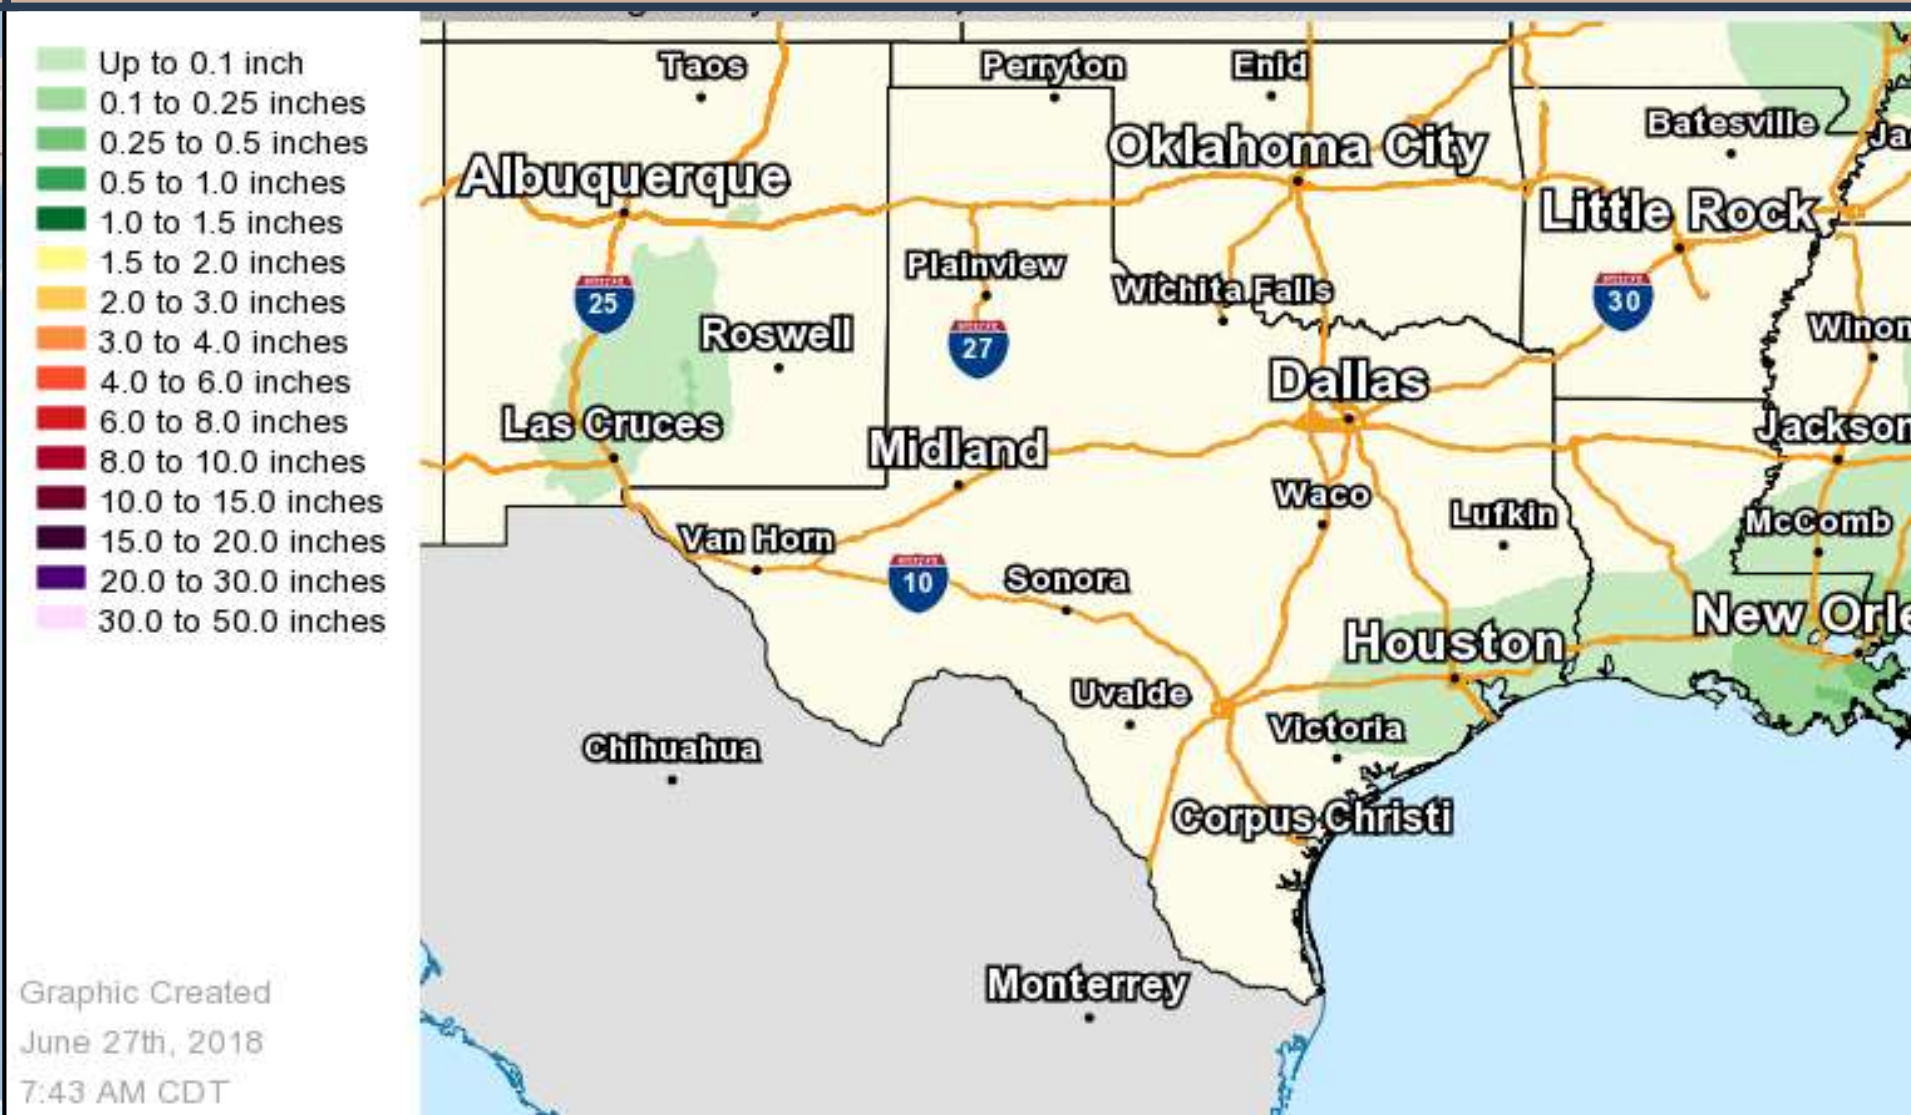 Up to 0.1 inch
0.1 to 0.25 inches
0.25 to 0.5 inches
0.5 to 1.0 inches
1.0 to 1.5 inches
1.5 to 2.0 inches
2.0 to 3.0 inches
3.0 to 4.0 inches
4.0 to 6.0 inches
6.0 to 8.0 inches
8.0 to 10.0 inches
10.0 to 15.0 inches
15.0 to 20.0 inches
20.0 to 30.0 inches
30.0 to 50.0 inches
Graphic Created
June 27th, 2018
7:43 AM CDT
Taos
Perryton
Enid
Batesville
Ja
Oklahoma City
Albuquerque
Little Rock
Plainview
Wichita Falls
25
30
Roswell
27
Winon
Dallas
Las Cruces
Midland
Jackson
Waco
Lufkin
McComb
Van Horn
10
Sonora
New Orle
Houston
Uvalde
Victoria
Chihuahua
Corpus Christi
Monterrey